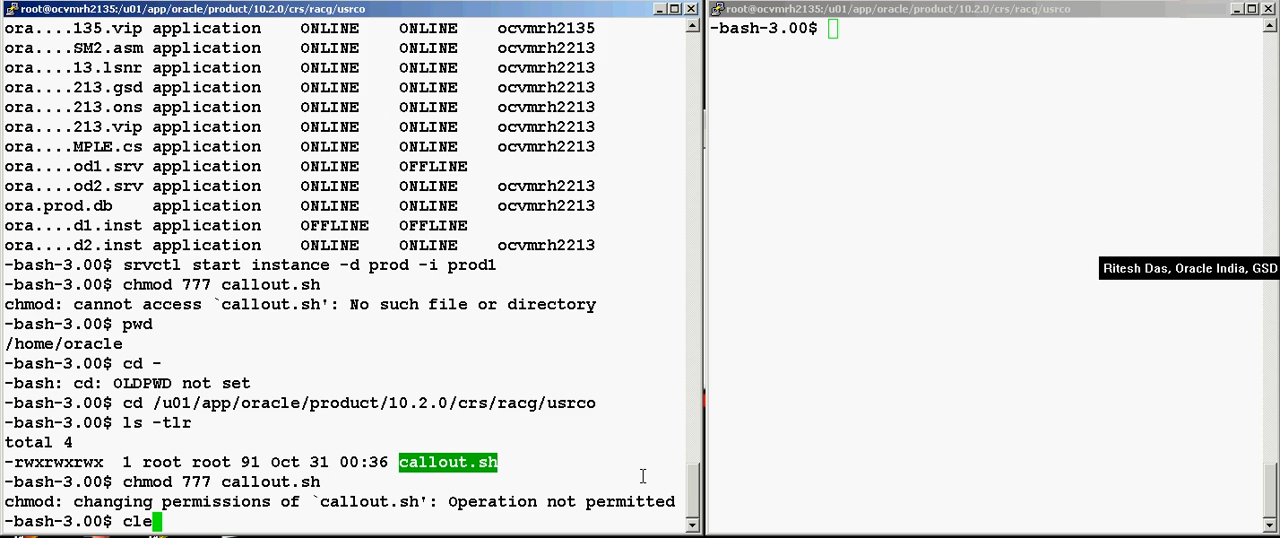 root@ocvmrh2135:/u01/app/oracle/product/10.2.0/crs/racg/usrco
ora....135.vip application    ONLINE    ONLINE    ocvmrh2135
ora....SM2.asm application    ONLINE    ONLINE    ocvmrh2213
ora....13.lsnr application    ONLINE    ONLINE    ocvmrh2213
ora....213.gsd application    ONLINE    ONLINE    ocvmrh2213
ora....213.ons application    ONLINE    ONLINE    ocvmrh2213
ora....213.vip application    ONLINE    ONLINE    ocvmrh2213
ora....MPLE.cs application    ONLINE    ONLINE    ocvmrh2213
ora....od1.srv application    ONLINE    OFFLINE
ora....od2.srv application    ONLINE    ONLINE    ocvmrh2213
ora.prod.db    application    ONLINE    ONLINE    ocvmrh2213
ora....d1.inst application    OFFLINE   OFFLINE
ora....d2.inst application    ONLINE    ONLINE    ocvmrh2213
-bash-3.00$ srvctl start instance -d prod -i prod1
-bash-3.00$ chmod 777 callout.sh
chmod: cannot access `callout.sh': No such file or directory
-bash-3.00$ pwd
/home/oracle
-bash-3.00$ cd -
-bash: cd: OLDPWD not set
-bash-3.00$ cd /u01/app/oracle/product/10.2.0/crs/racg/usrco
-bash-3.00$ ls -tlr
total 4
-rwxrwxrwx  1 root root 91 Oct 31 00:36 callout.sh
-bash-3.00$ chmod 777 callout.sh
chmod: changing permissions of `callout.sh': Operation not permitted
-bash-3.00$ cle
root@ocvmrh2135:/u01/app/oracle/product/10.2.0/crs/racg/usrco
-bash-3.00$
Ritesh Das, Oracle India, GSD